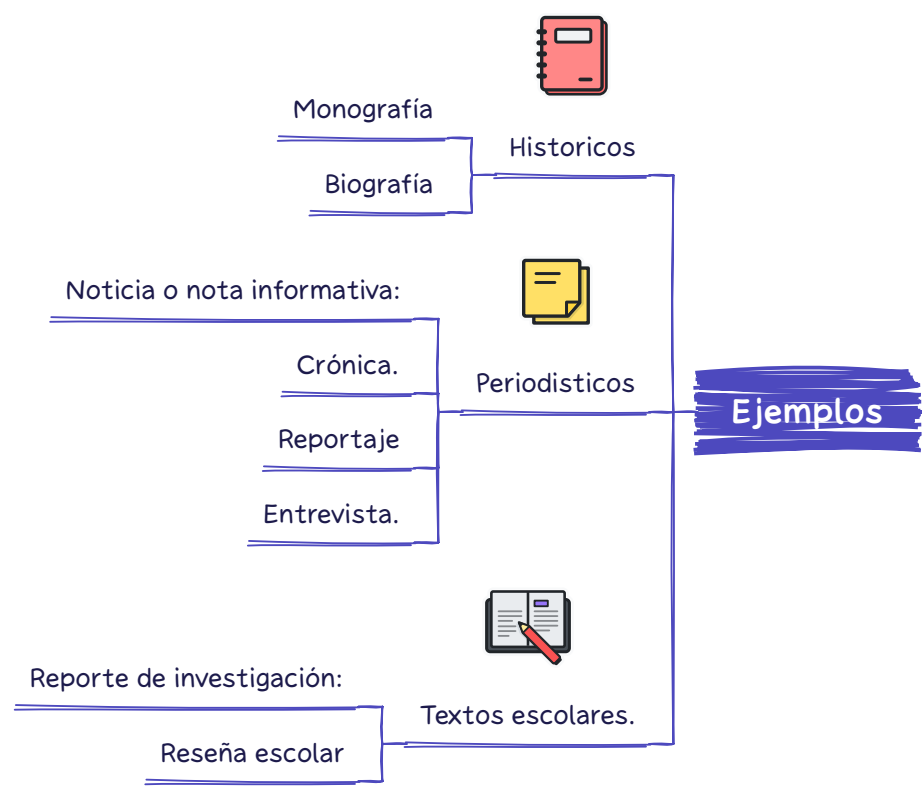 Monografía
Historicos
Biografía
Noticia o nota informativa:
Crónica.
Periodisticos
Ejemplos
Reportaje
Entrevista.
Reporte de investigación:
Textos escolares.
Reseña escolar